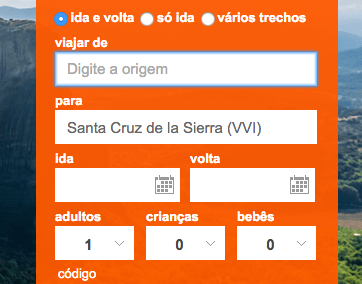 ida e volta só ida vários trechos
viajar de
Digite a origem
para
Santa Cruz de la Sierra (VVI)
ida volta
adultos crianças bebês
1 0 0
código